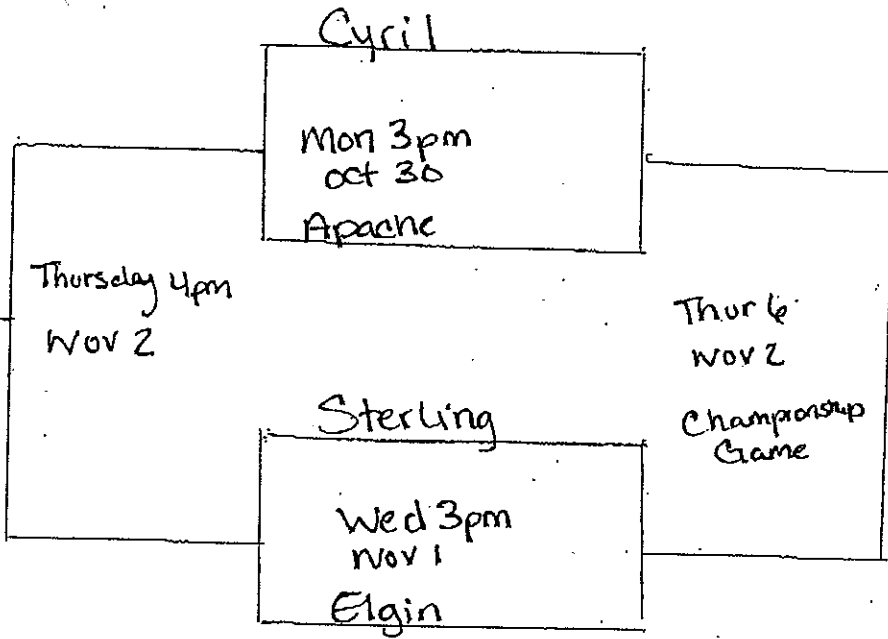 Cyril
Mon 3pm
oct 30
Apache
Thursday 4pm
Nov 2
Thur 6
Nov 2
Championship
Game
Sterling
Wed 3pm
Nov 1
Elgin